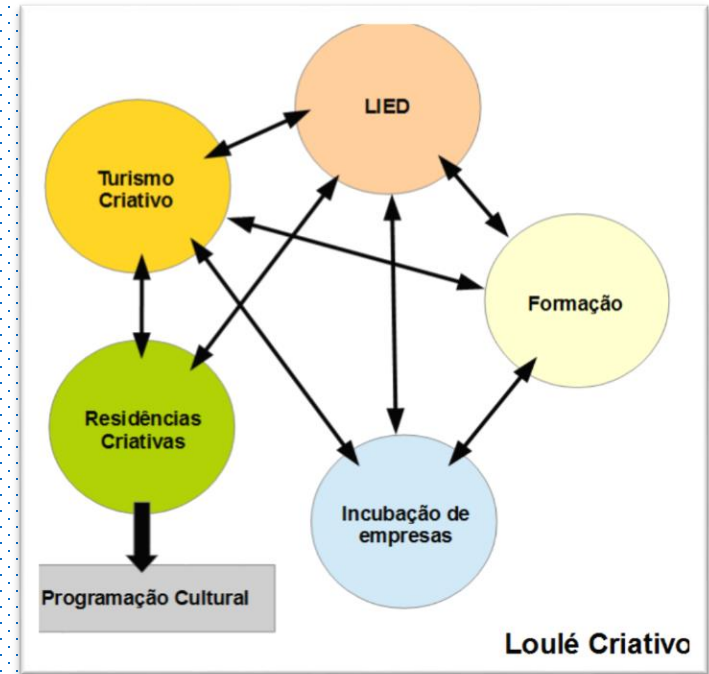 LIED
Turismo
Criativo
Formação
Residências
Criativas
Incubação de
empresas
Programação Cultural
Loulé Criativo